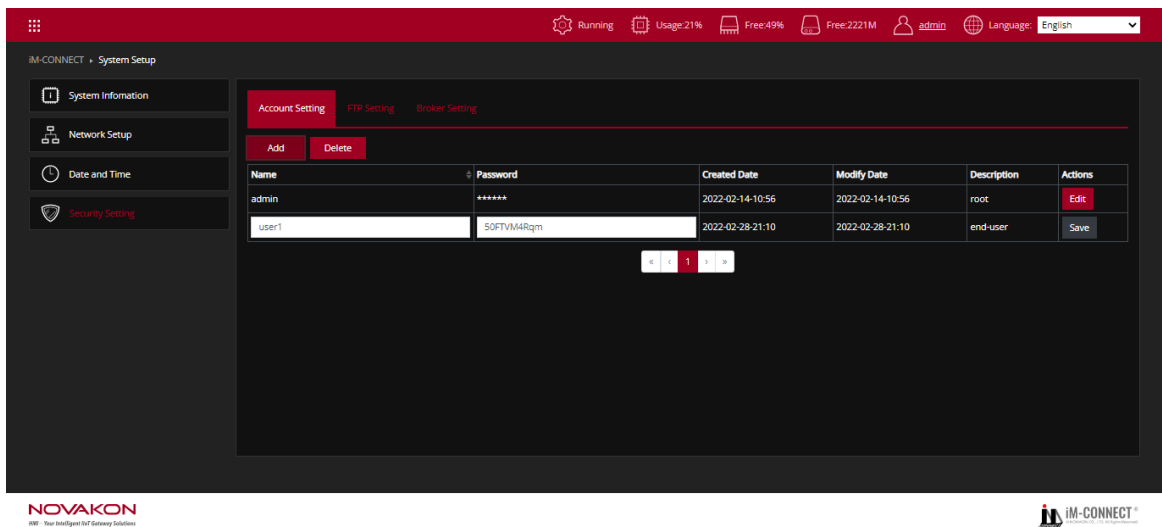 Running Usage:21% Free:49% Free:2221M admin Language: English
iM-CONNECT ▸ System Setup
System Infomation
Network Setup
Date and Time
Security Setting
Account Setting FTP Setting Broker Setting
Add Delete
Name Password Created Date Modify Date Description Actions
admin ****** 2022-02-14-10:56 2022-02-14-10:56 root Edit
user1 50FTVM4Rqm 2022-02-28-21:10 2022-02-28-21:10 end-user Save
« ‹ 1 › »
NOVAKON
HMI - Your Intelligent IIoT Gateway Solutions
iM-CONNECT ®